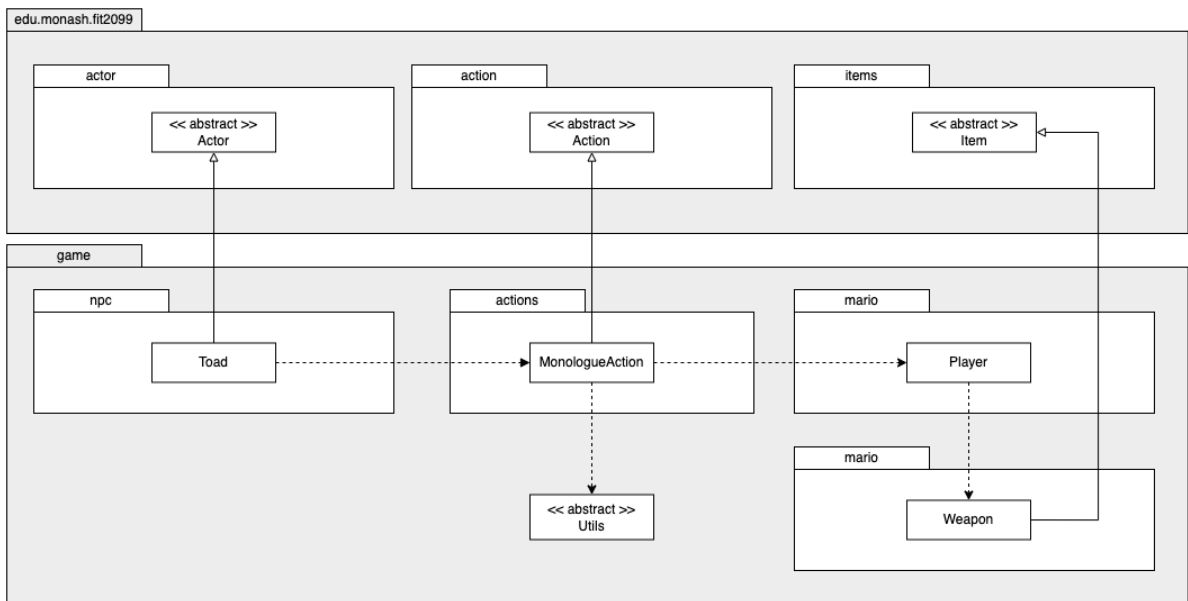 edu.monash.fit2099
actor
action
items
<< abstract >>
Actor
<< abstract >>
Action
<< abstract >>
Item
game
npc
actions
mario
Toad
MonologueAction
Player
mario
<< abstract >>
Utils
Weapon